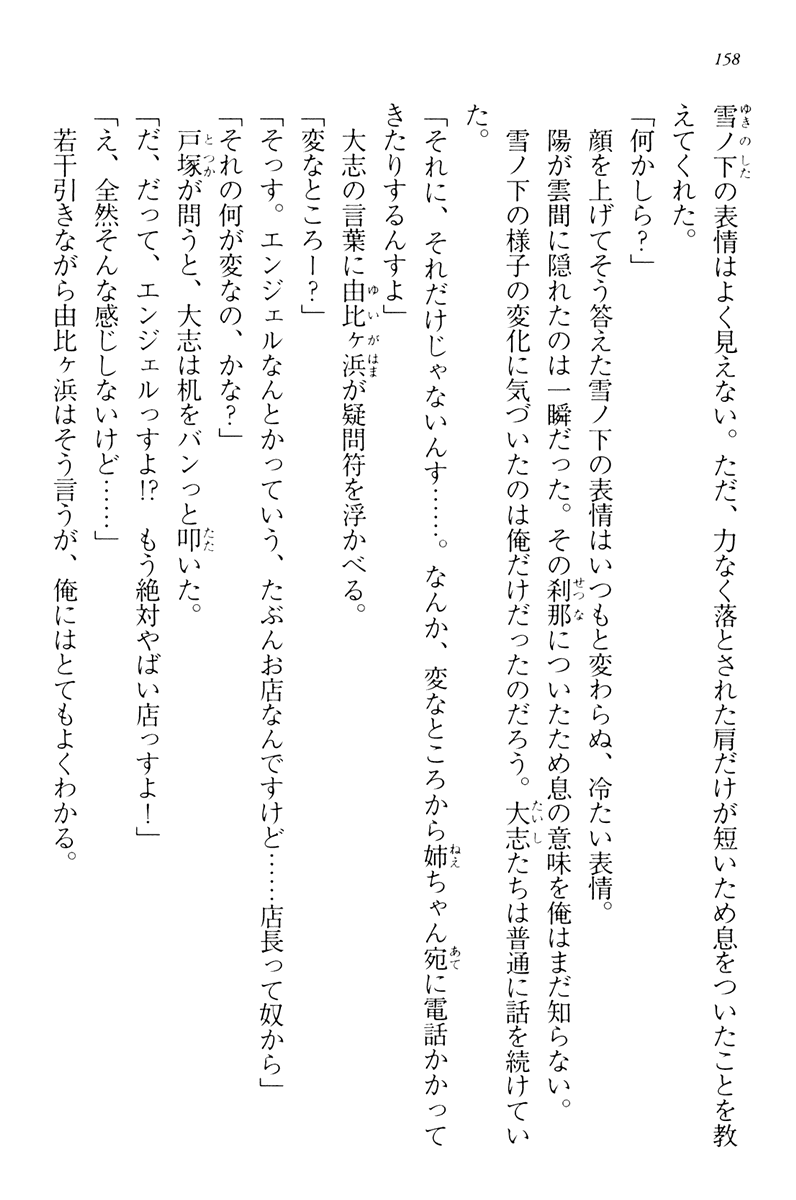 158
雪ノ下の表情はよく見えない。ただ、力なく落とされた肩だけが短いため息をついたことを教
えてくれた。
「何かしら？」
顔を上げてそう答えた雪ノ下の表情はいつもと変わらぬ、冷たい表情。
陽が雲間に隠れたのは一瞬だった。その刹那についたため息の意味を俺はまだ知らない。
雪ノ下の様子の変化に気づいたのは俺だけだったのだろう。大志たちは普通に話を続けてい
た。
「それに、それだけじゃないんす……。なんか、変なところから姉ちゃん宛に電話かかって
きたりするんすよ」
大志の言葉に由比ヶ浜が疑問符を浮かべる。
「変なところー？」
「そっす。エンジェルなんとかっていう、たぶんお店なんですけど……店長って奴から」
「それの何が変なの、かな？」
戸塚が問うと、大志は机をバンっと叩いた。
「だ、だって、エンジェルっすよ!?　もう絶対やばい店っすよ！」
「え、全然そんな感じしないけど……」
若干引きながら由比ヶ浜はそう言うが、俺にはとてもよくわかる。